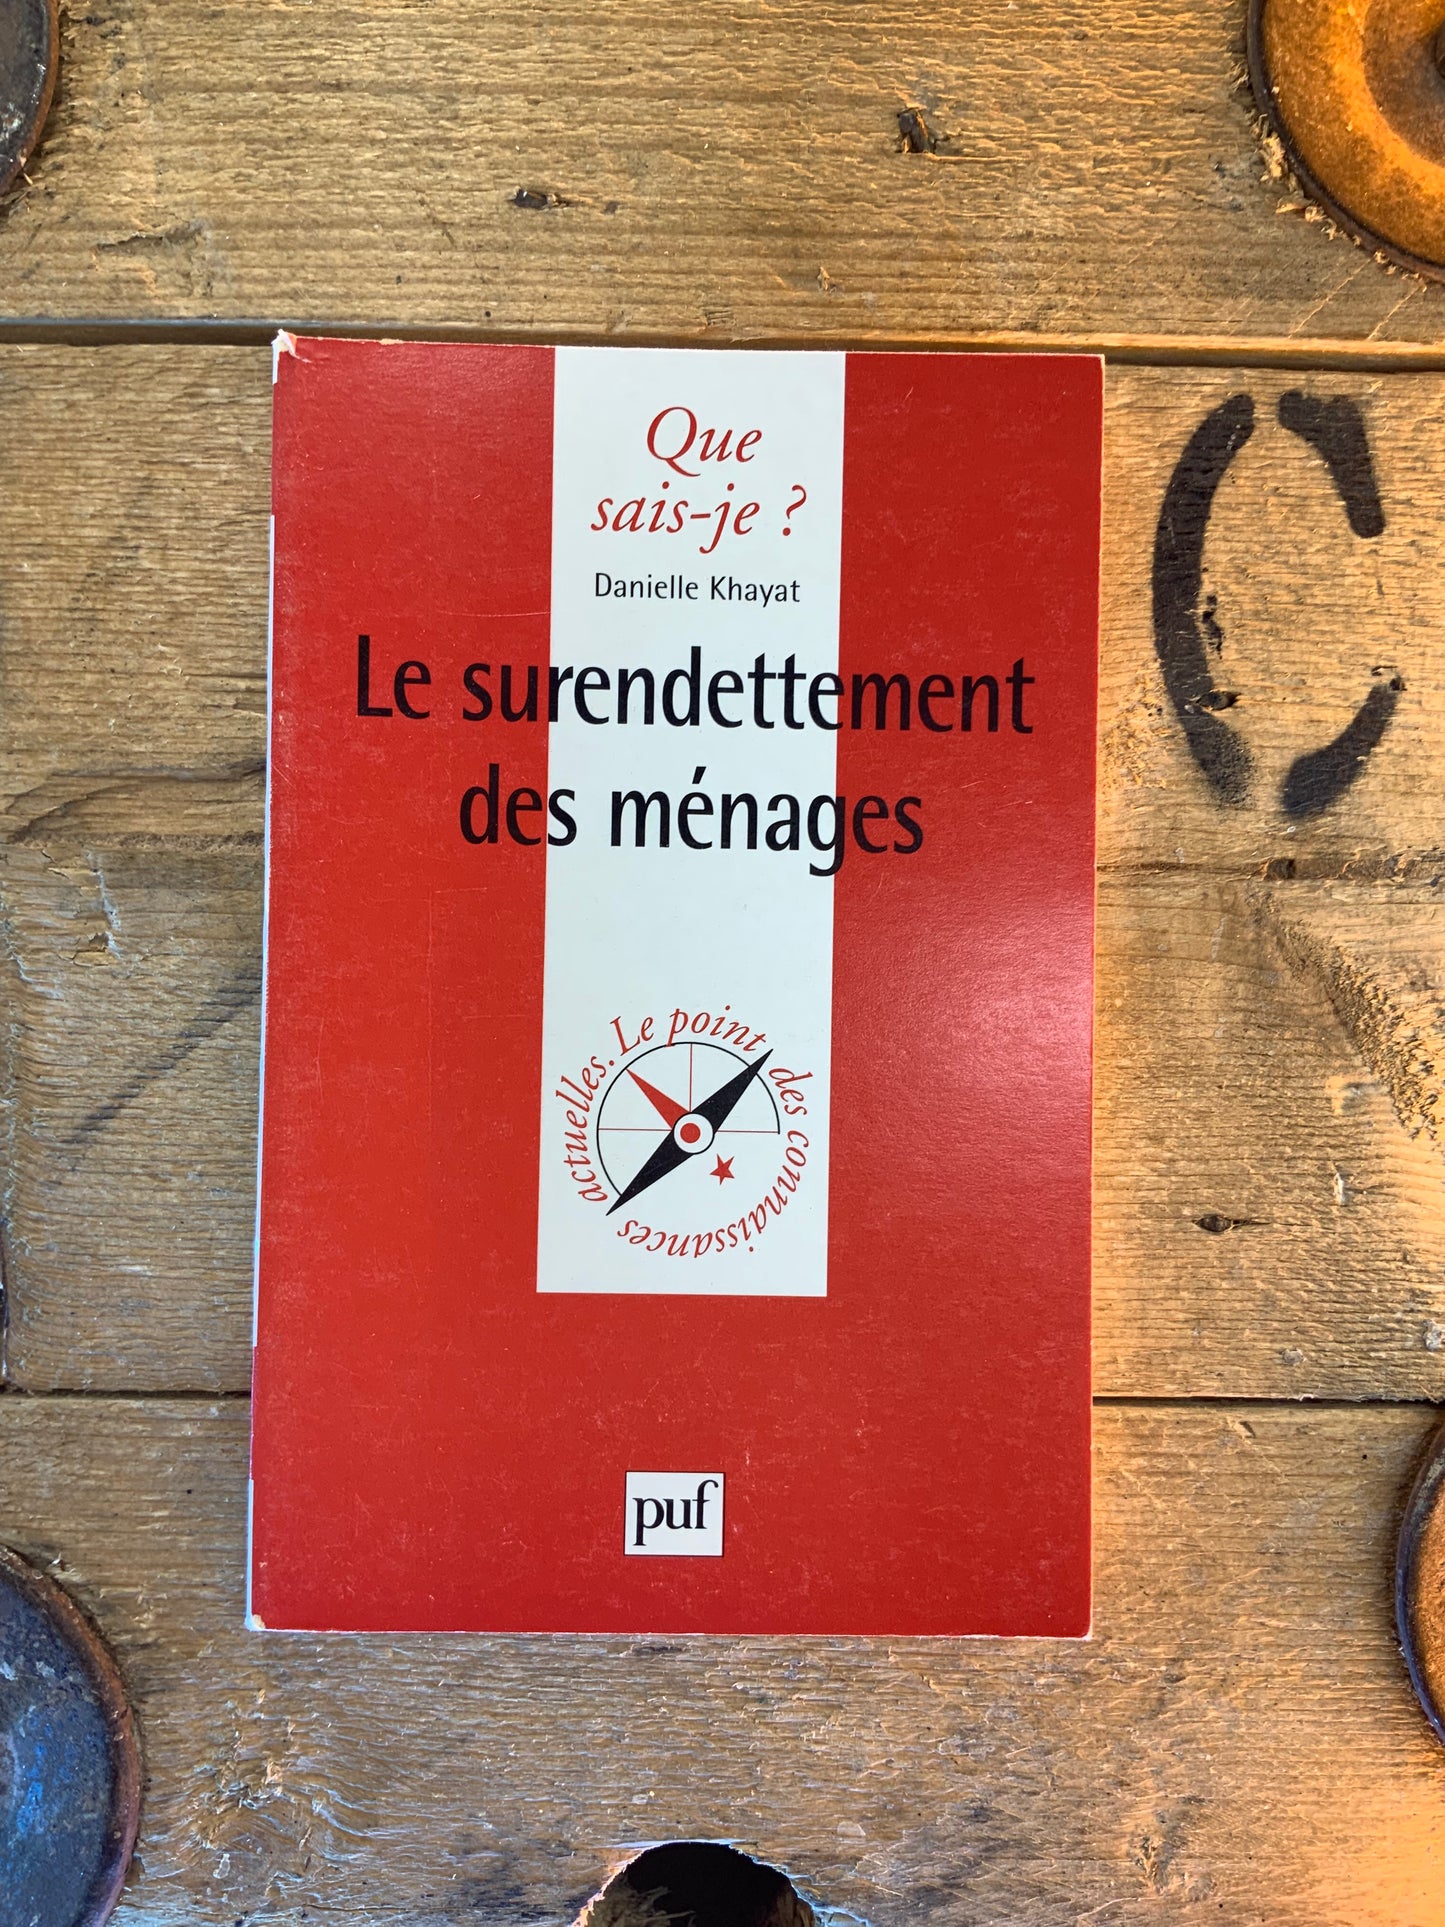 Que
sais-je ?
Danielle Khayat
Le surendettement
des ménages
Le point des connaissances actuelles.
puf
C